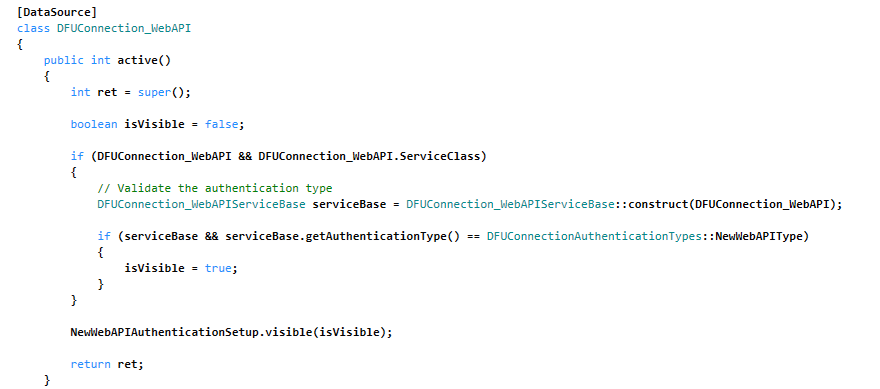 [DataSource]
class DFUConnection_WebAPI
{
    public int active()
    {
        int ret = super();

        boolean isVisible = false;

        if (DFUConnection_WebAPI && DFUConnection_WebAPI.ServiceClass)
        {
            // Validate the authentication type
            DFUConnection_WebAPIServiceBase serviceBase = DFUConnection_WebAPIServiceBase::construct(DFUConnection_WebAPI);

            if (serviceBase && serviceBase.getAuthenticationType() == DFUConnectionAuthenticationTypes::NewWebAPIType)
            {
                isVisible = true;
            }
        }

        NewWebAPIAuthenticationSetup.visible(isVisible);

        return ret;
    }